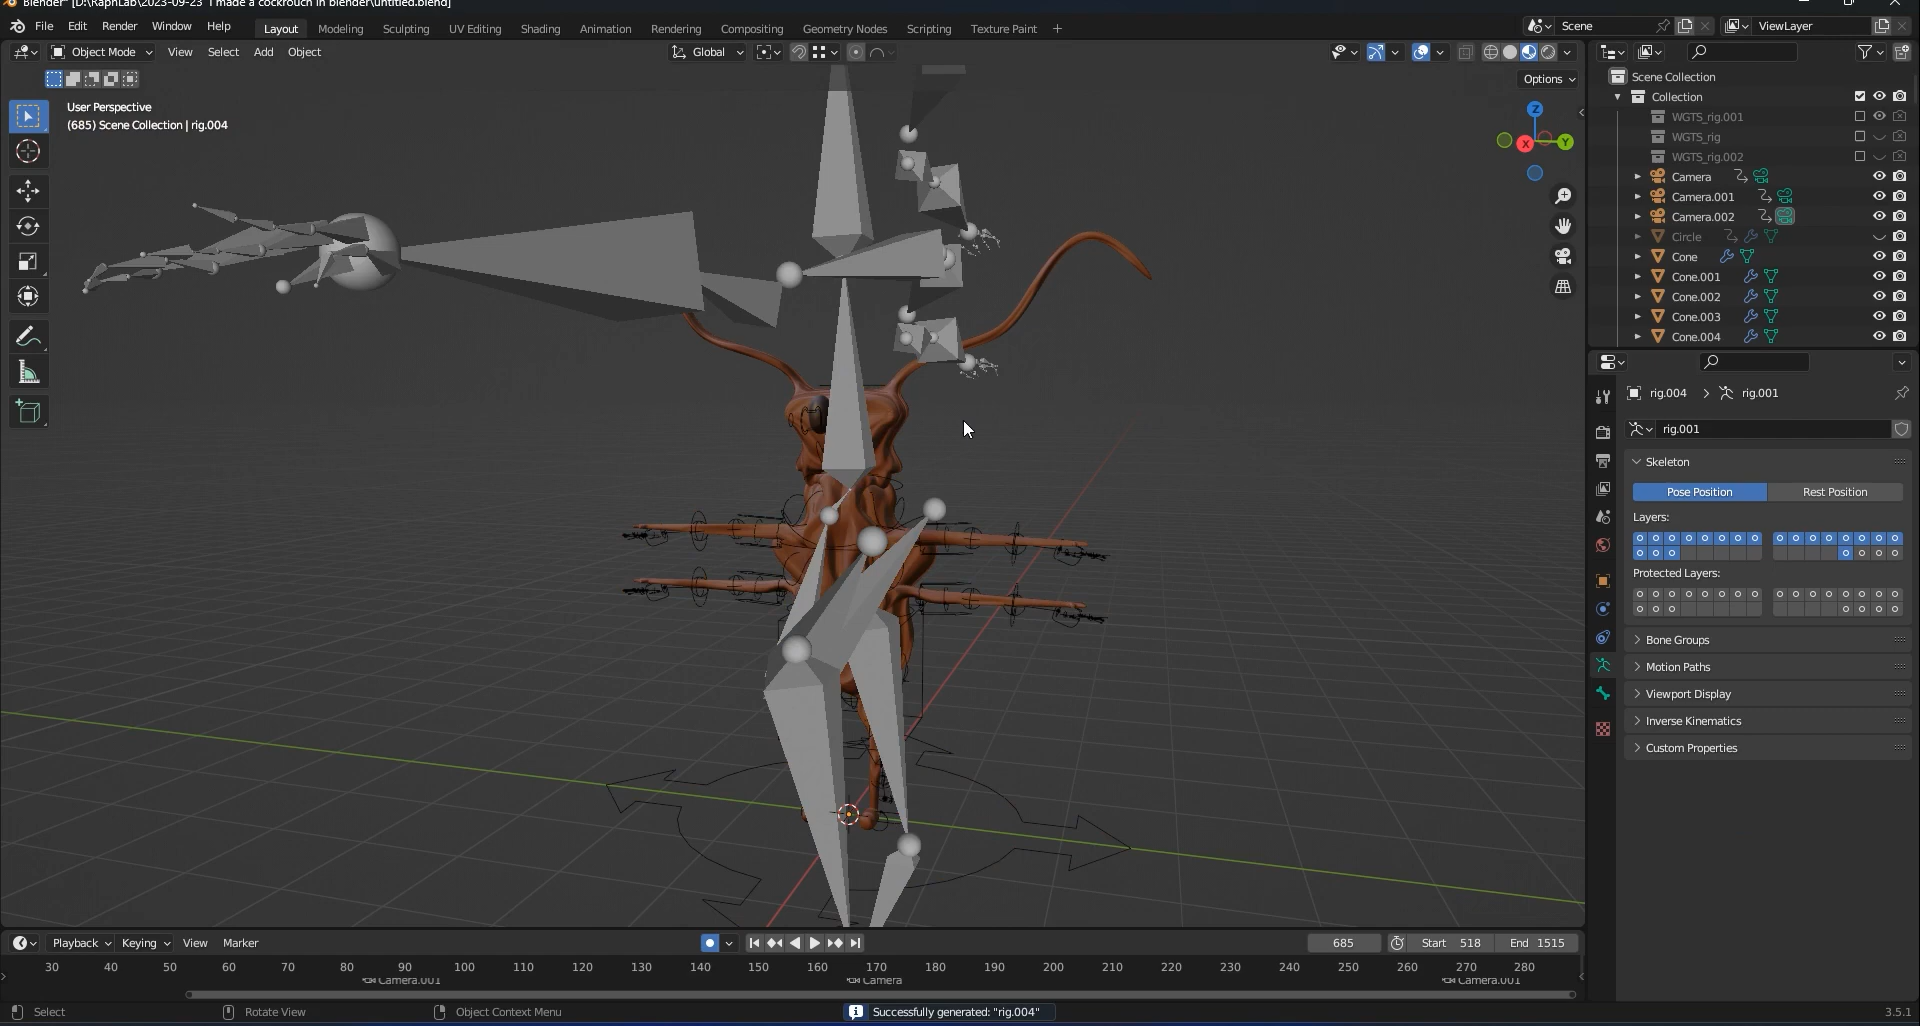 Blender* [D:\RaphLab\2023-09-23 I made a cockrouch in blender\untitled.blend]
File Edit Render Window Help
Layout Modeling Sculpting UV Editing Shading Animation Rendering Compositing Geometry Nodes Scripting Texture Paint +
Scene
ViewLayer
Object Mode View Select Add Object
Global
Options
User Perspective
(685) Scene Collection | rig.004
Z
X
Y
Scene Collection
Collection
WGTS_rig.001
WGTS_rig
WGTS_rig.002
Camera
Camera.001
Camera.002
Circle
Cone
Cone.001
Cone.002
Cone.003
Cone.004
rig.004 > rig.001
rig.001
Skeleton
Pose Position Rest Position
Layers:
Protected Layers:
Bone Groups
Motion Paths
Viewport Display
Inverse Kinematics
Custom Properties
Playback Keying View Marker
685 Start 518 End 1515
30 40 50 60 70 80 90 100 110 120 130 140 150 160 170 180 190 200 210 220 230 240 250 260 270 280
Camera.001 Camera Camera.001
Select Rotate View Object Context Menu
Successfully generated: "rig.004"
3.5.1